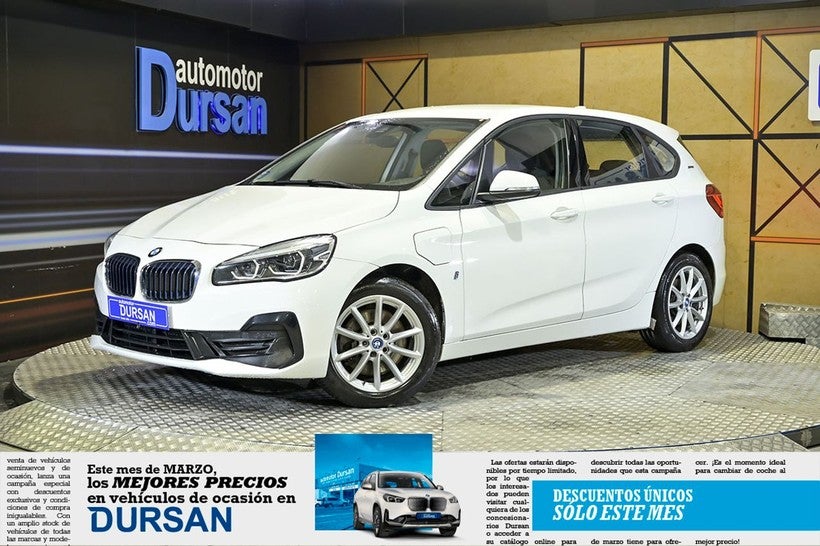 automotor
Dursan
automotor
DURSAN.com
venta de vehículos
seminuevos y de
ocasión, lanza una
campaña especial
con descuentos
exclusivos y condi-
ciones de compra
inigualables. Con
un amplio stock de
vehículos de todas
las marcas y mode-
Este mes de MARZO,
los MEJORES PRECIOS
en vehículos de ocasión en
DURSAN
automotor Dursan
Las ofertas estarán dispo-
nibles por tiempo limitado,
por lo que
los interesa-
dos pueden
visitar cual-
quiera de los
concesiona-
rios Dursan
o acceder a
su catálogo online para
descubrir todas las oportu-
nidades que esta campaña
cer. ¡Es el momento ideal
para cambiar de coche al
DESCUENTOS ÚNICOS
SÓLO ESTE MES
de marzo tiene para ofre-
mejor precio!